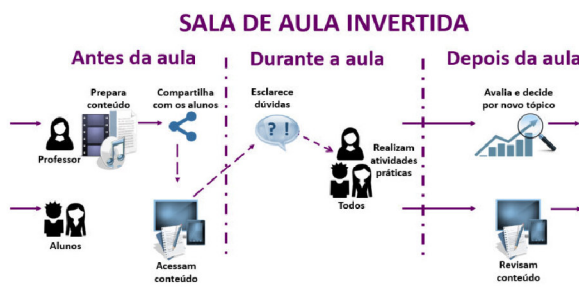 SALA DE AULA INVERTIDA
Antes da aula
Durante a aula
Depois da aula
Prepara
conteúdo
Compartilha
com os alunos
Esclarece
dúvidas
Avalia e decide
por novo tópico
? !
Professor
Realizam
atividades
práticas
Todos
Alunos
Acessam
conteúdo
Revisam
conteúdo